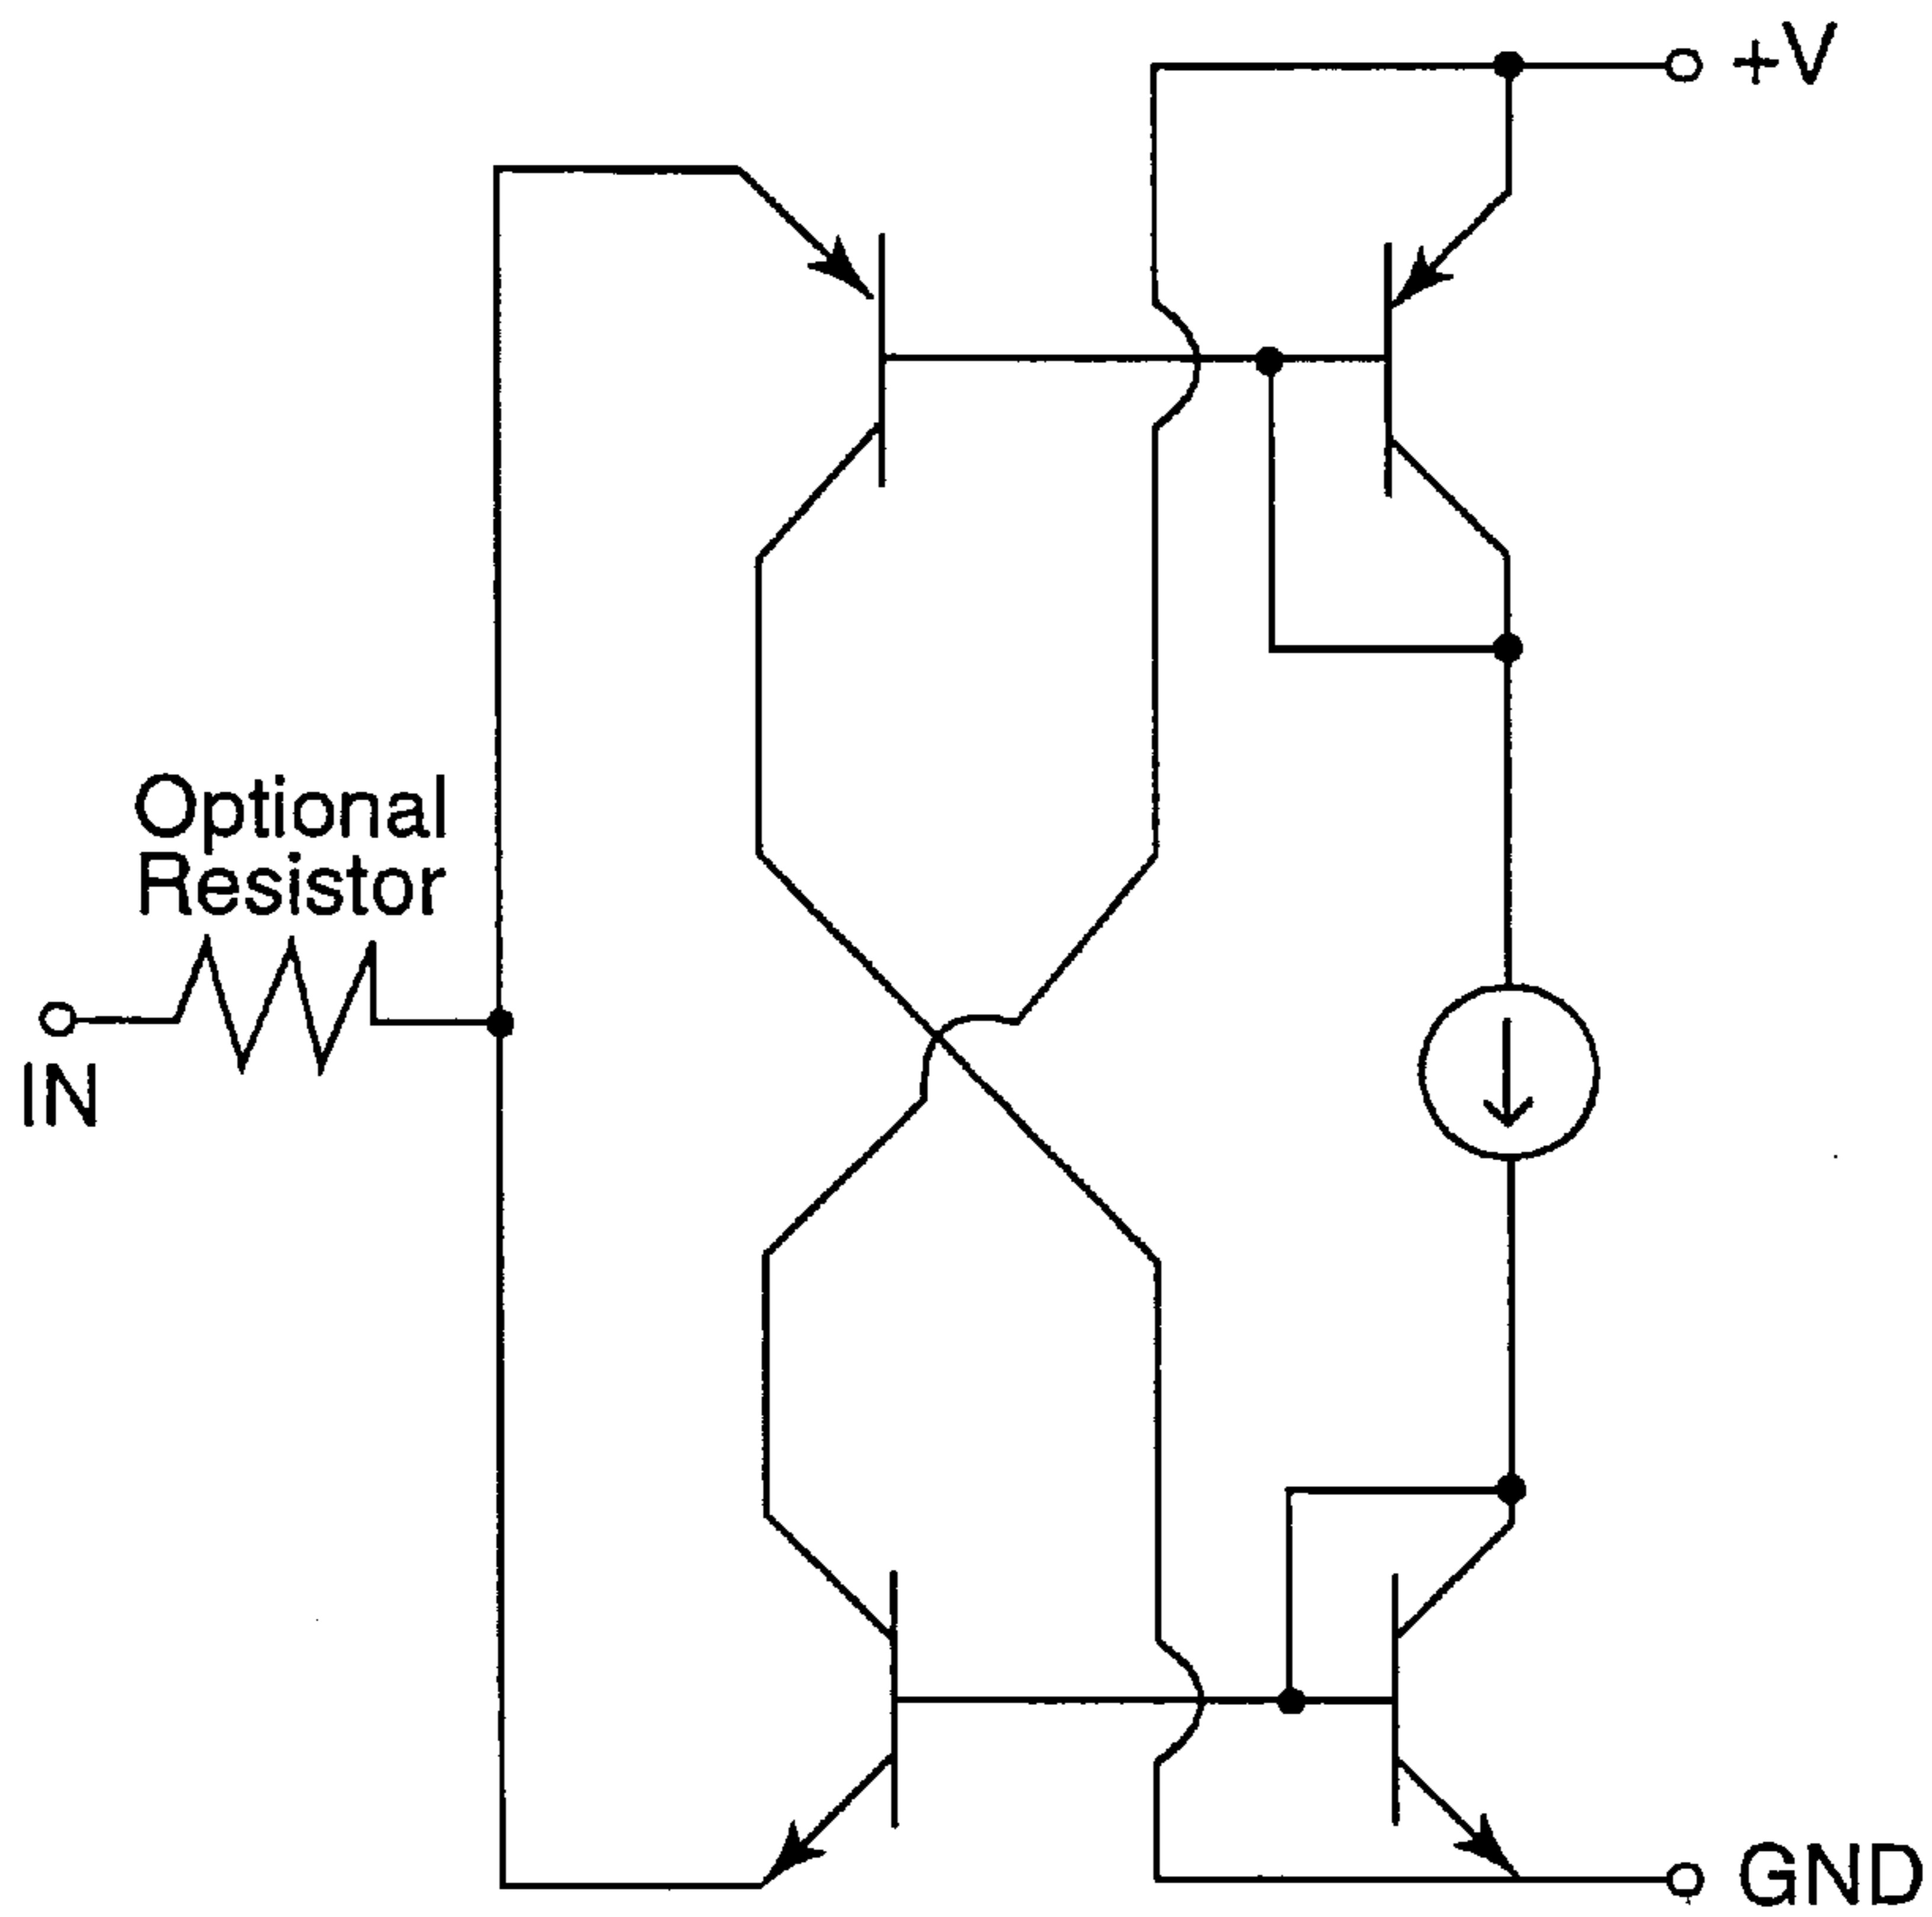 +V
Optional
Resistor
IN
GND